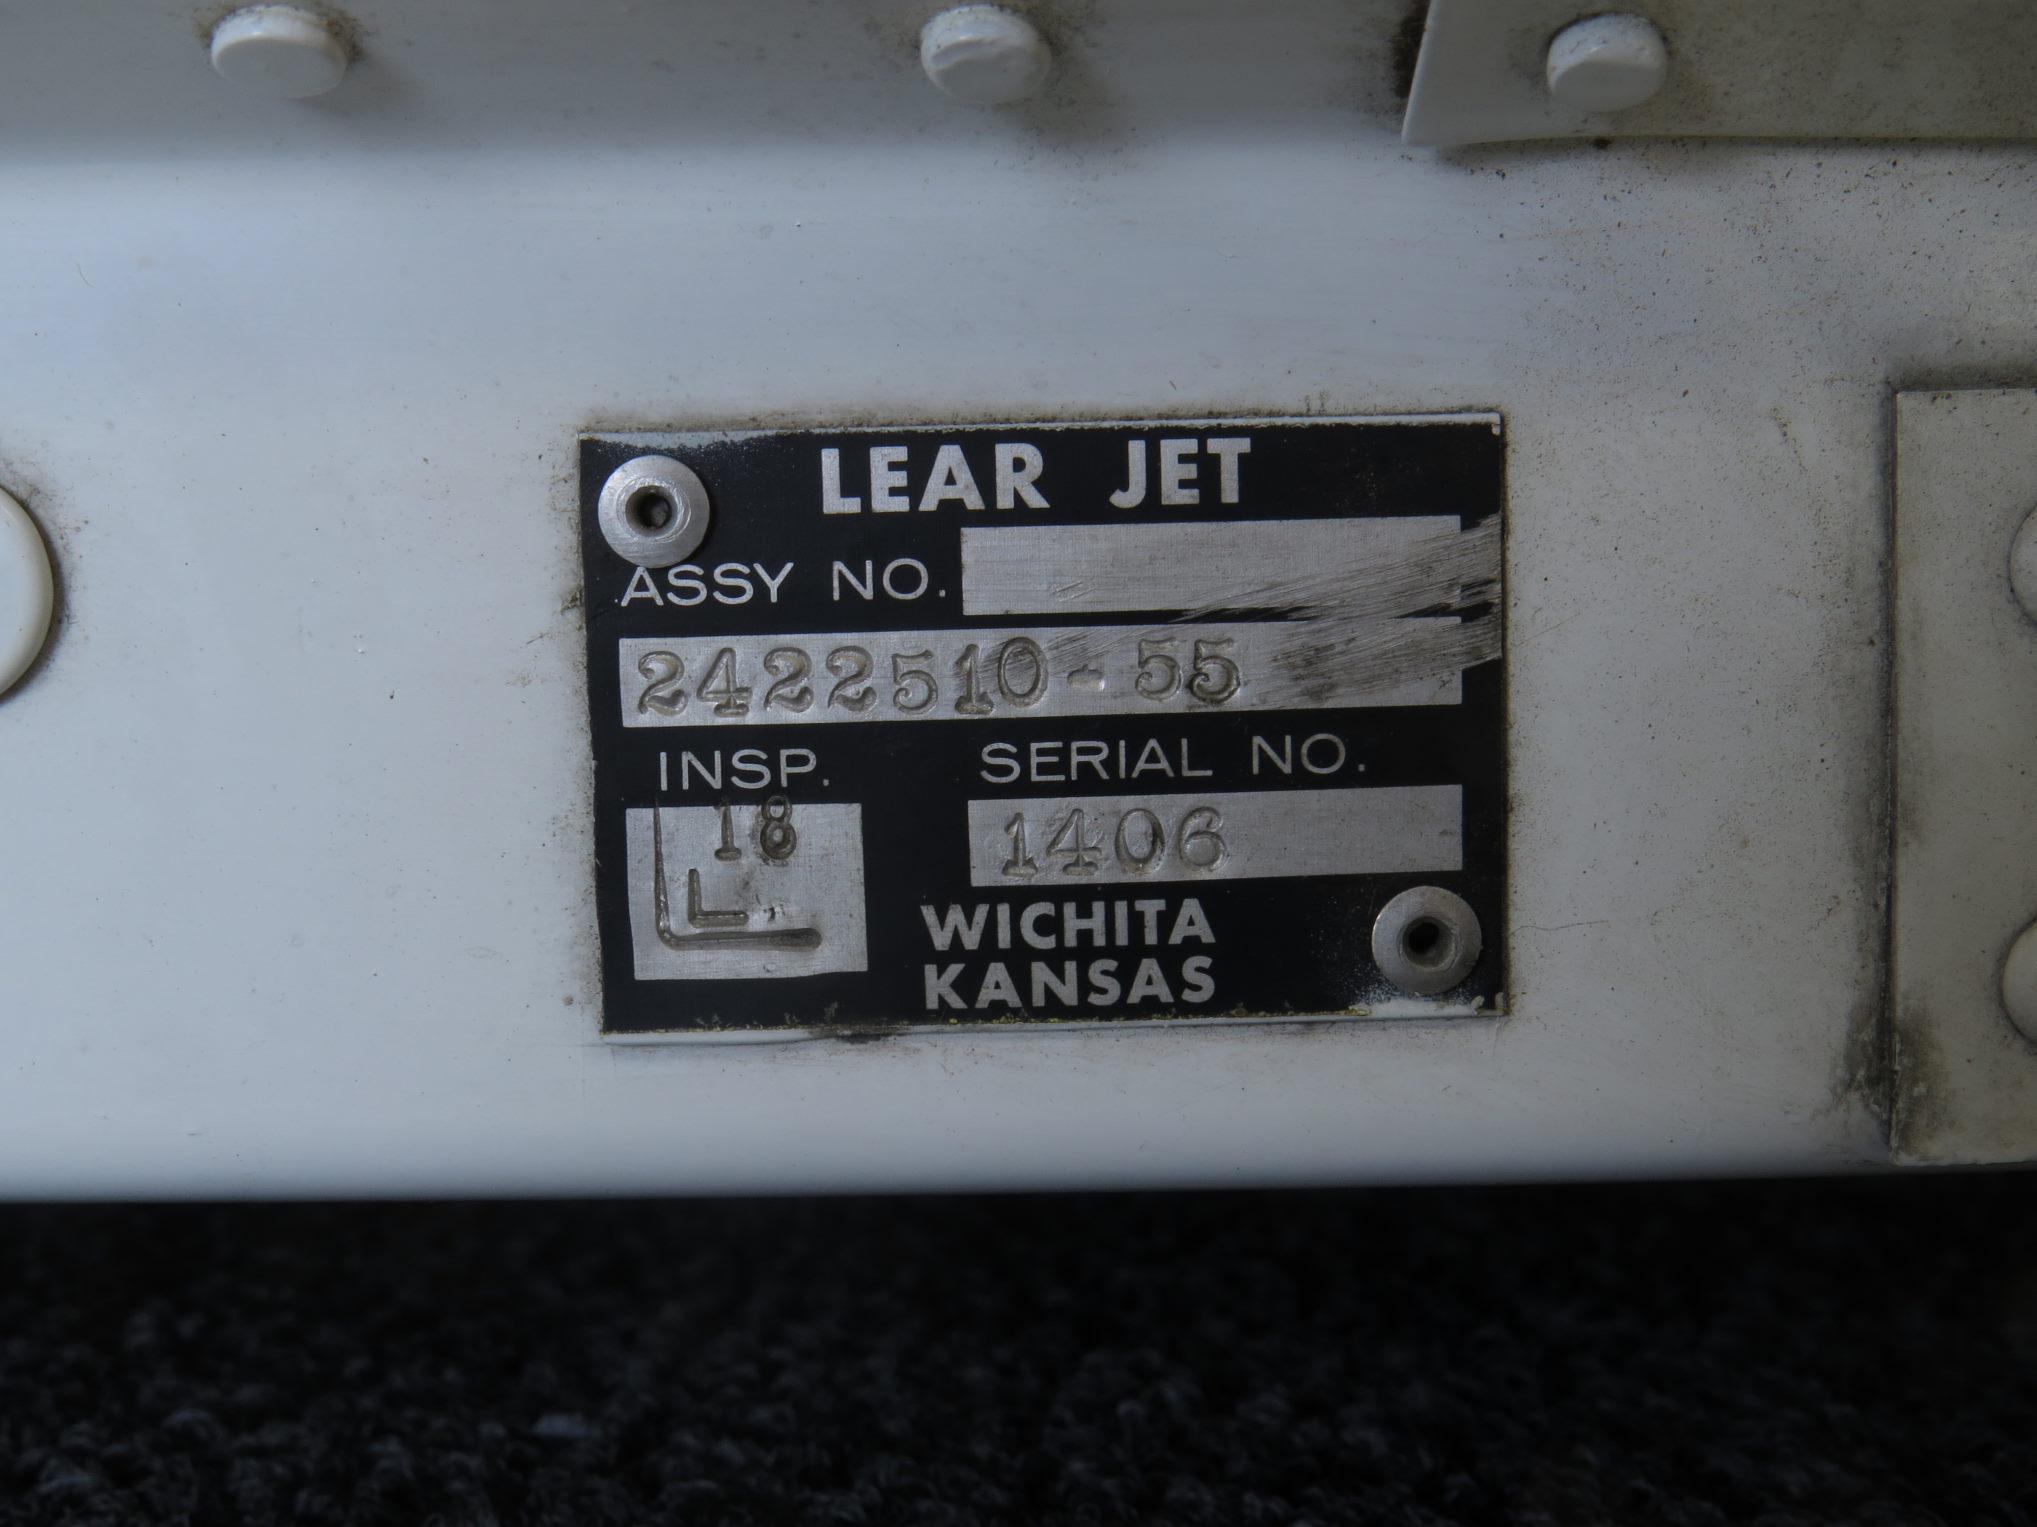 LEAR JET
ASSY NO.
2422510-55
INSP. SERIAL NO.
18
L
1406
WICHITA
KANSAS